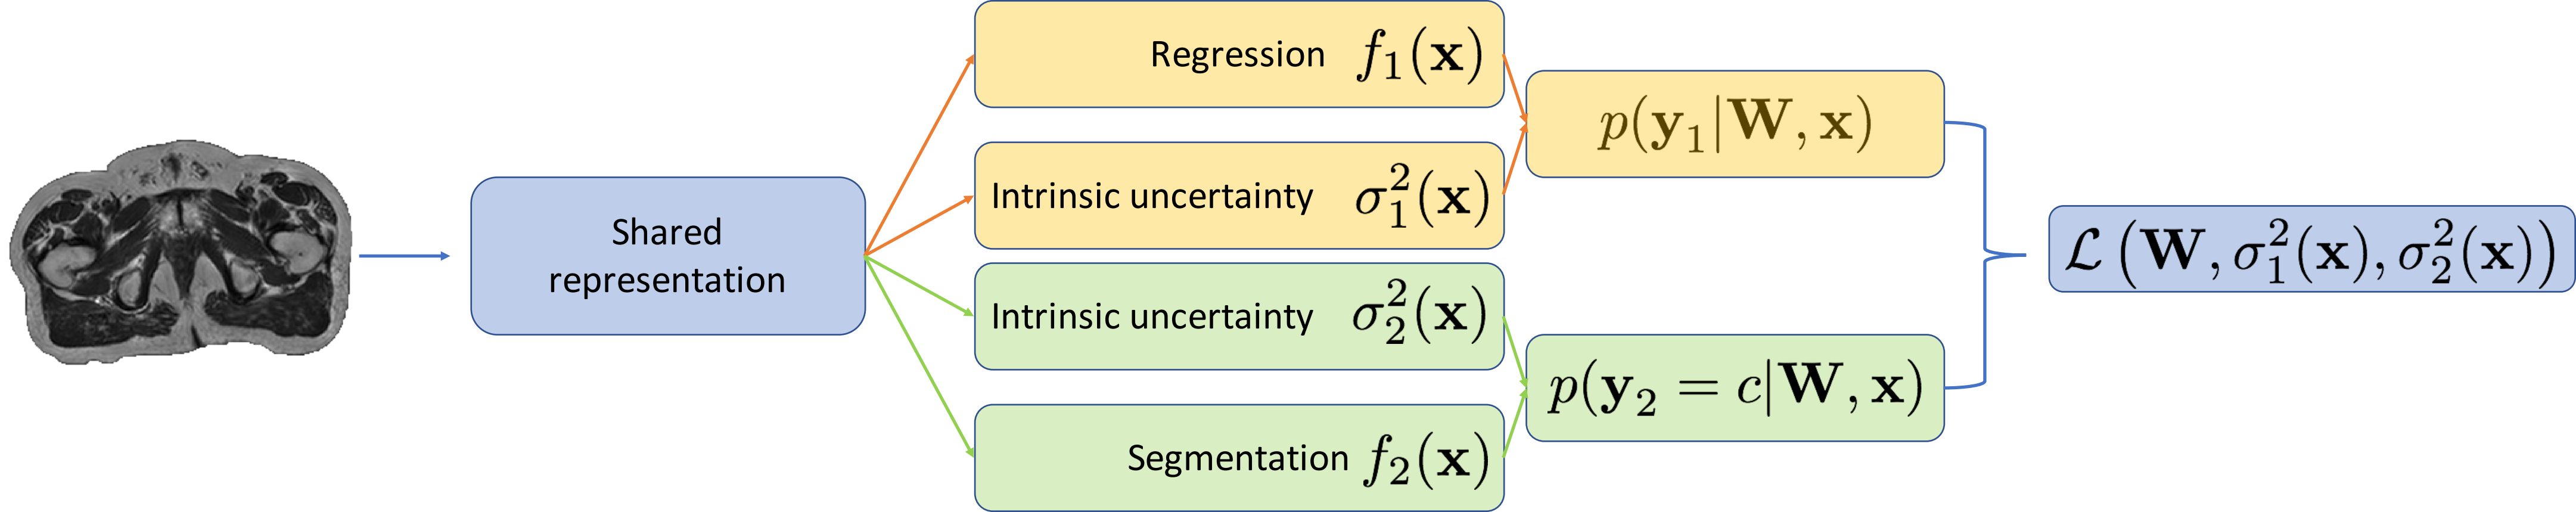 Shared
representation
Regression f₁(𝐱)
Intrinsic uncertainty σ₁²(𝐱)
Intrinsic uncertainty σ₂²(𝐱)
Segmentation f₂(𝐱)
p(𝐲₁|𝐖, 𝐱)
p(𝐲₂ = c|𝐖, 𝐱)
ℒ (𝐖, σ₁²(𝐱), σ₂²(𝐱))